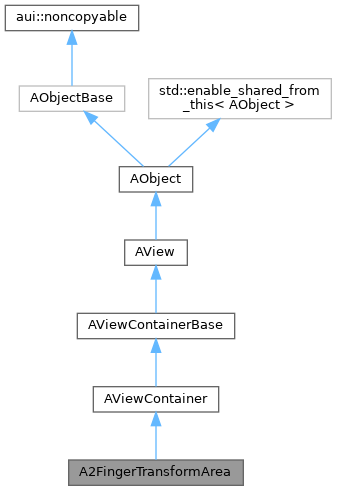 aui::noncopyable
AObjectBase
std::enable_shared_from
_this< AObject >
AObject
AView
AViewContainerBase
AViewContainer
A2FingerTransformArea